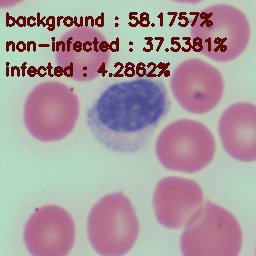 background : 58.1757%
non-infected : 37.5381%
infected : 4.2862%